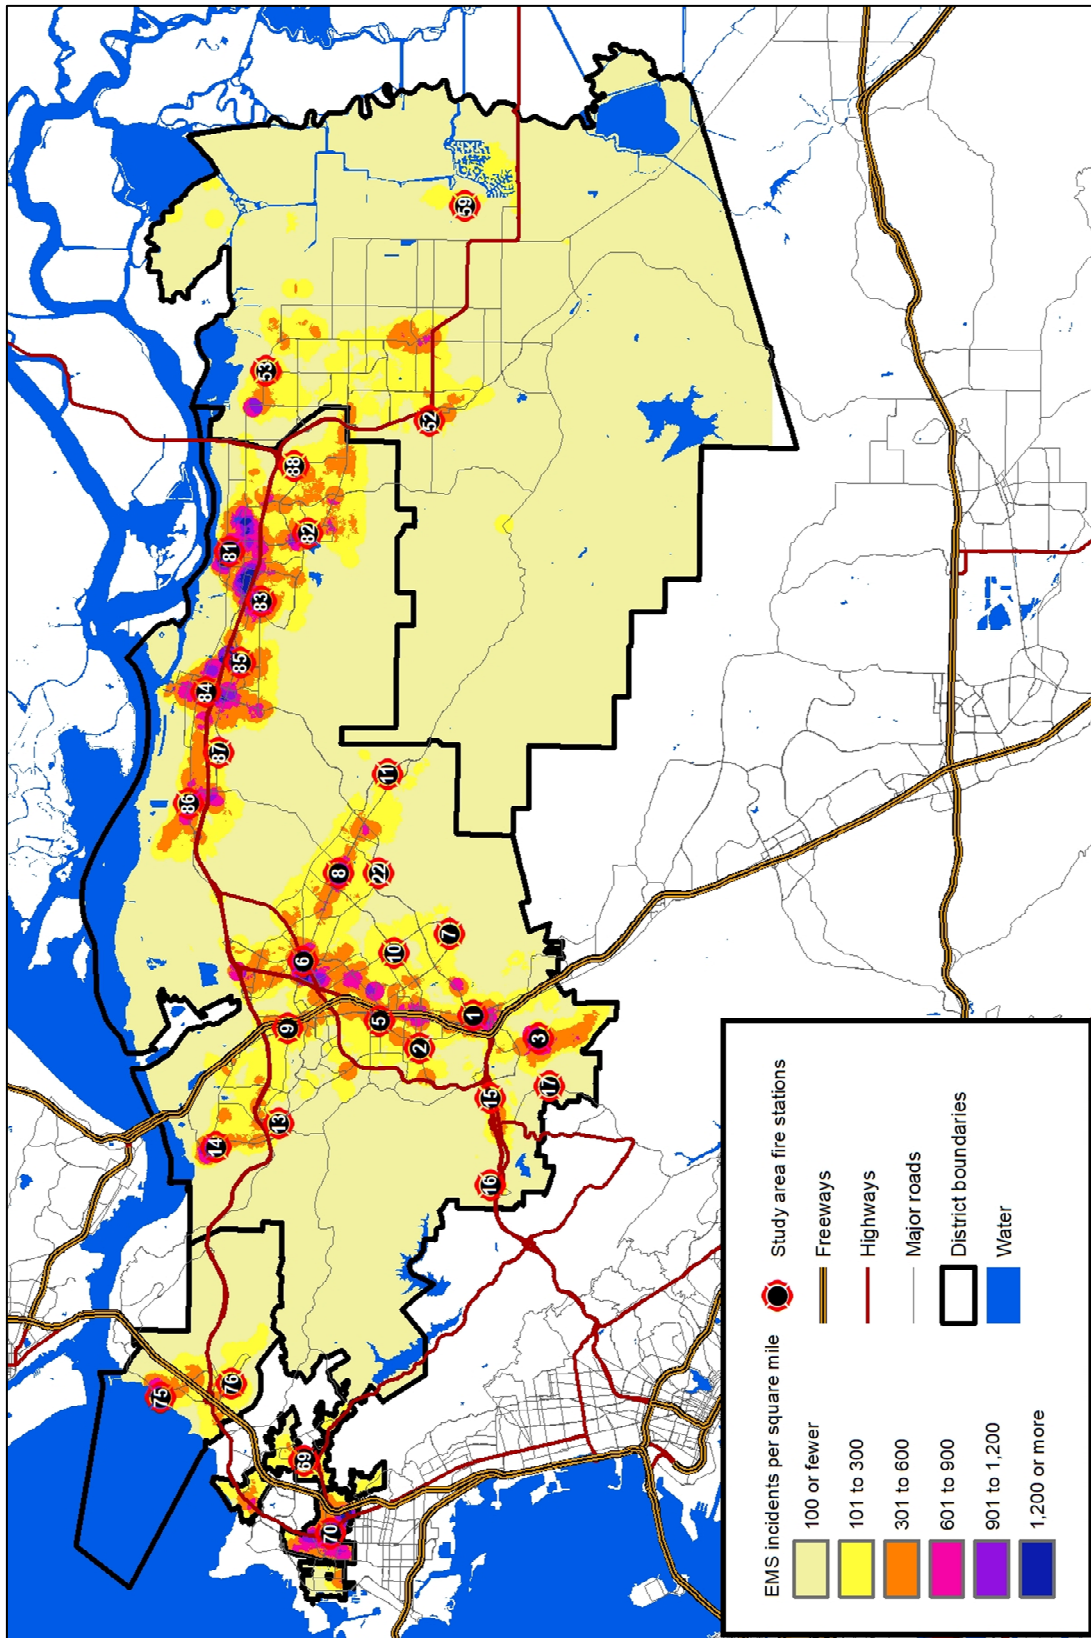 EMS incidents per square mile
100 or fewer
101 to 300
301 to 600
601 to 900
901 to 1,200
1,200 or more
Study area fire stations
Freeways
Highways
Major roads
District boundaries
Water
75
76
69
70
14
13
9
16
15
17
3
1
2
5
10
7
6
8
22
11
86
87
84
85
83
81
82
88
53
52
59